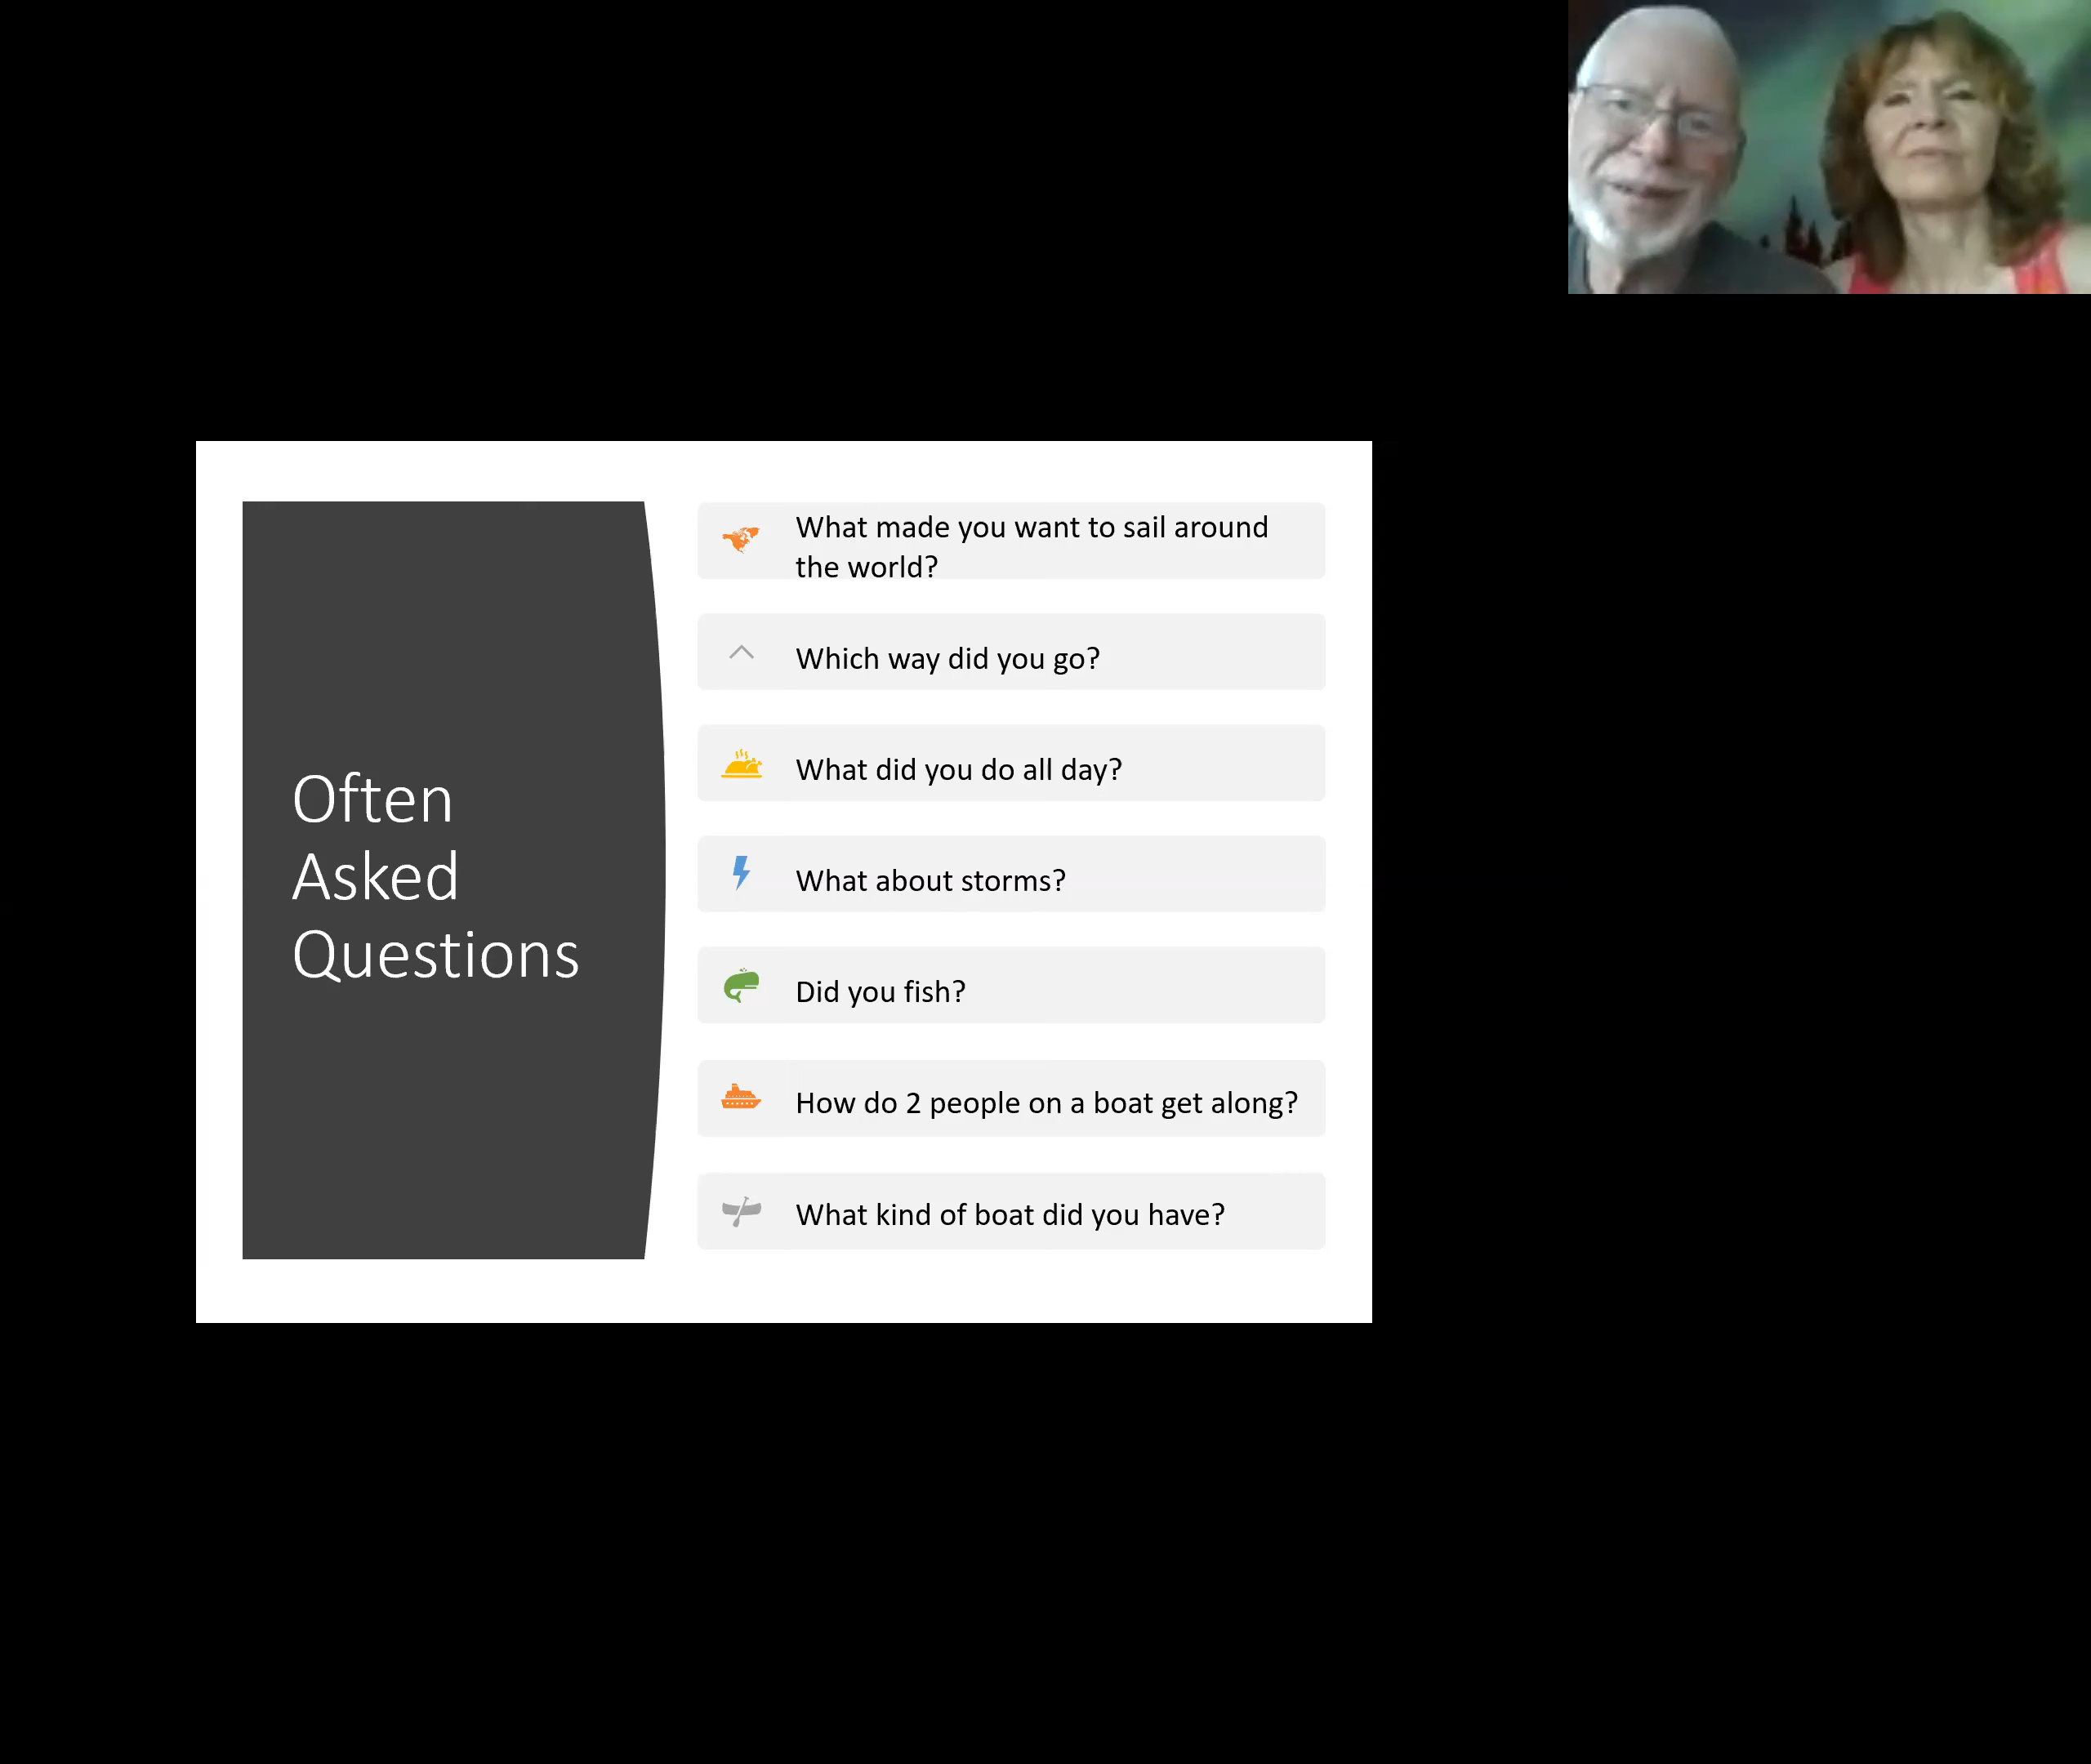 Often
Asked
Questions
What made you want to sail around
the world?
Which way did you go?
What did you do all day?
What about storms?
Did you fish?
How do 2 people on a boat get along?
What kind of boat did you have?